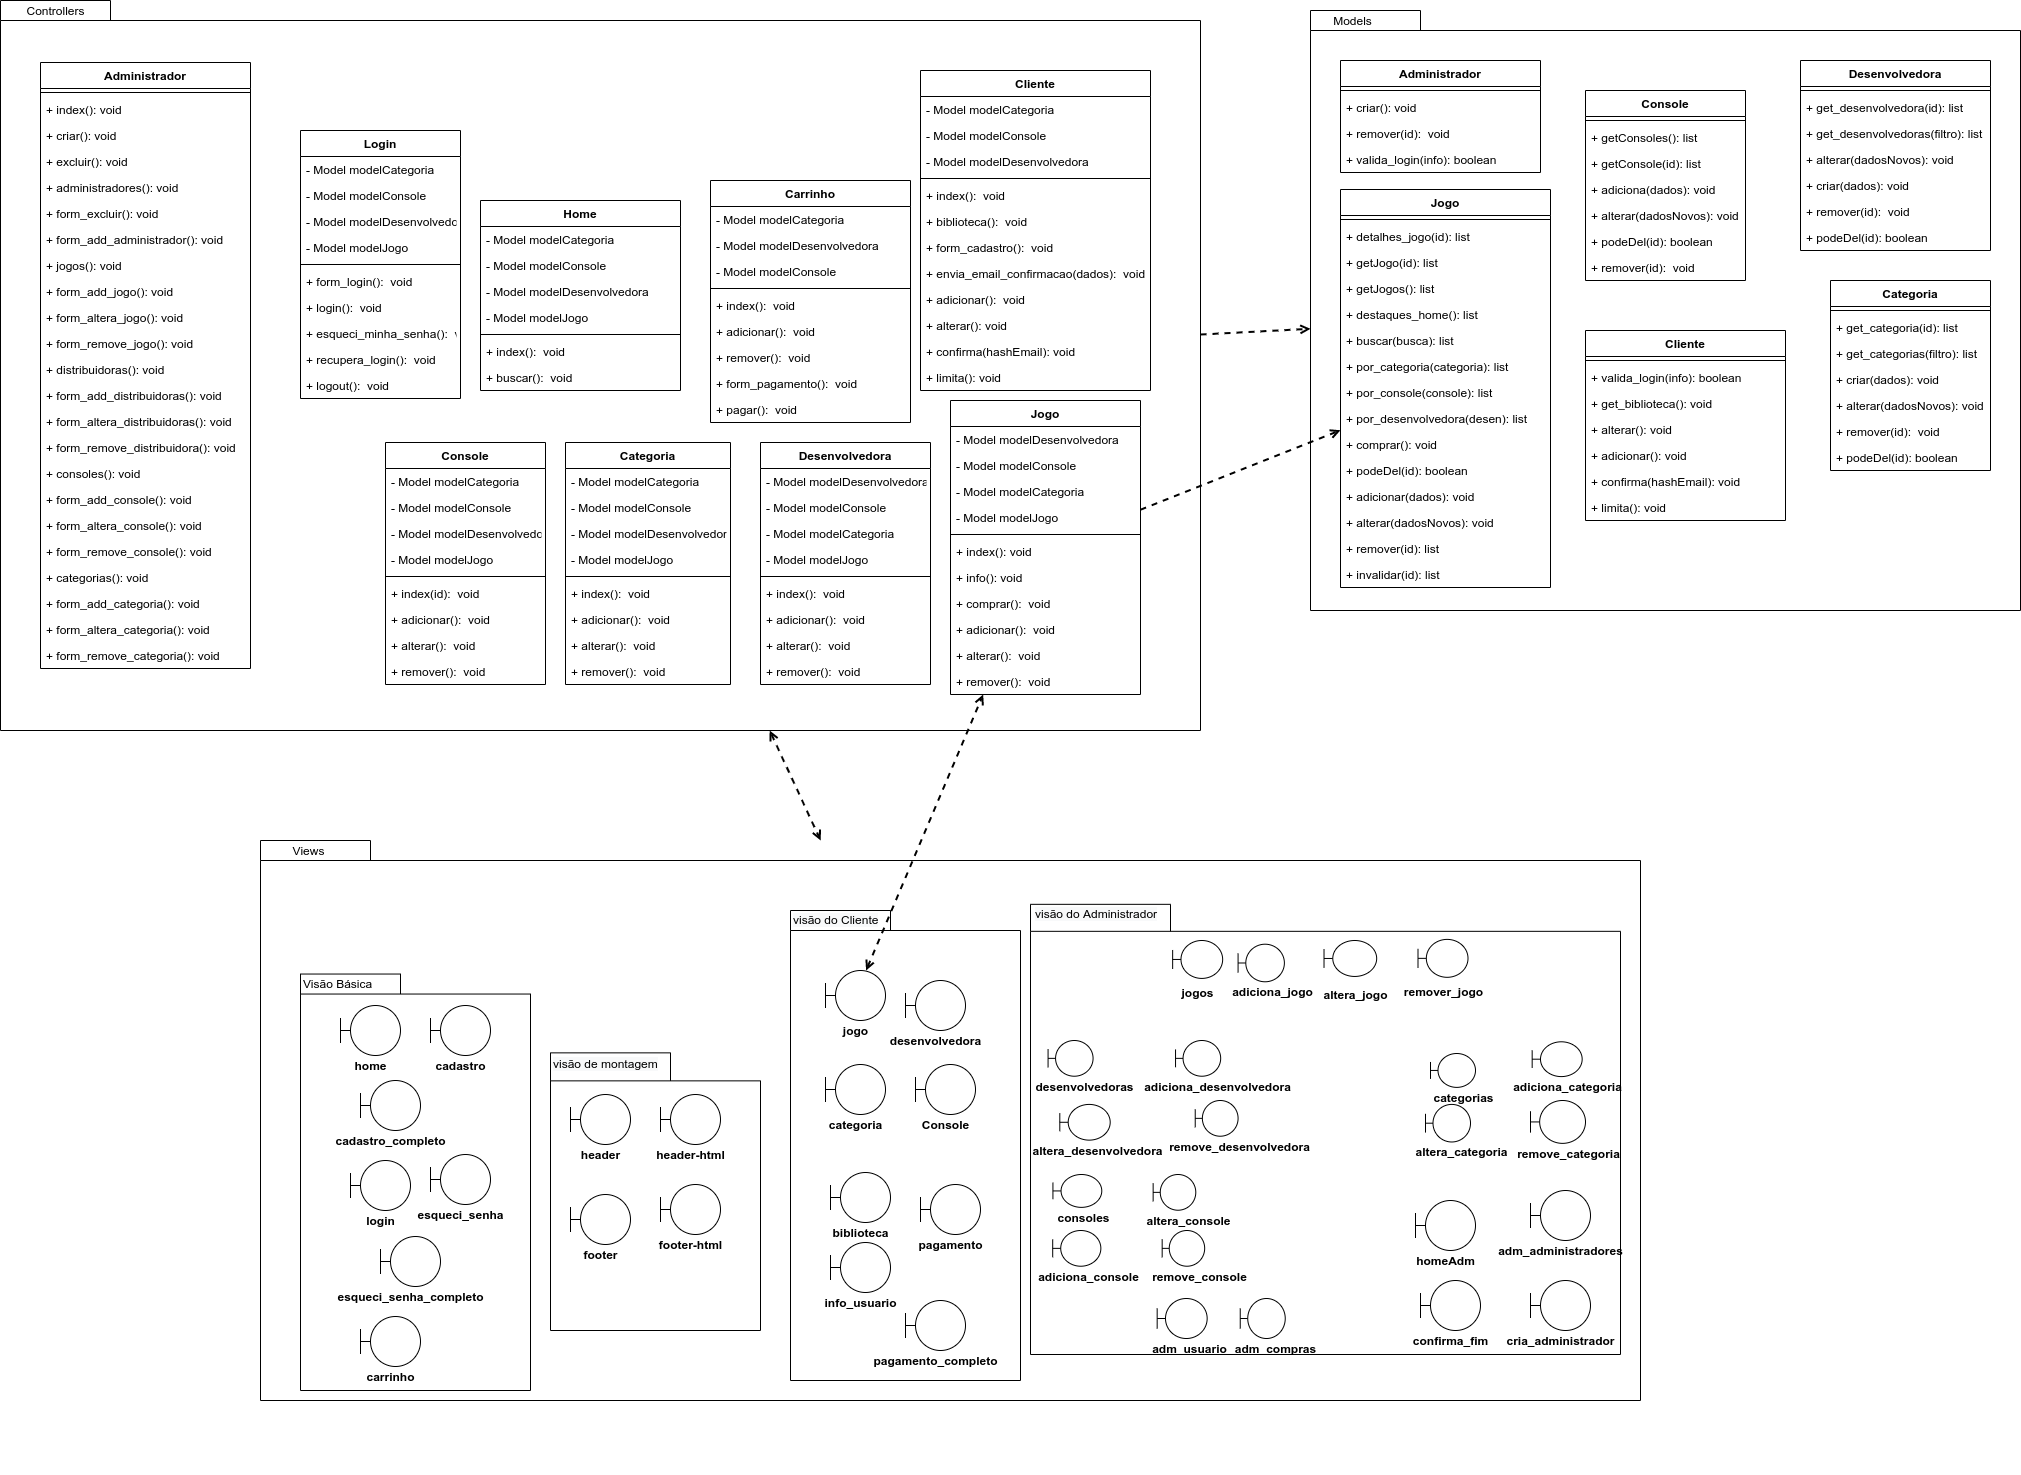 Controllers
Administrador
+ index(): void
+ criar(): void
+ excluir(): void
+ administradores(): void
+ form_excluir(): void
+ form_add_administrador(): void
+ jogos(): void
+ form_add_jogo(): void
+ form_altera_jogo(): void
+ form_remove_jogo(): void
+ distribuidoras(): void
+ form_add_distribuidoras(): void
+ form_altera_distribuidoras(): void
+ form_remove_distribuidora(): void
+ consoles(): void
+ form_add_console(): void
+ form_altera_console(): void
+ form_remove_console(): void
+ categorias(): void
+ form_add_categoria(): void
+ form_altera_categoria(): void
+ form_remove_categoria(): void
Login
- Model modelCategoria
- Model modelConsole
- Model modelDesenvolvedo
- Model modelJogo
+ form_login():  void
+ login():  void
+ esqueci_minha_senha():
+ recupera_login():  void
+ logout():  void
Home
- Model modelCategoria
- Model modelConsole
- Model modelDesenvolvedora
- Model modelJogo
+ index():  void
+ buscar():  void
Carrinho
- Model modelCategoria
- Model modelDesenvolvedora
- Model modelConsole
+ index():  void
+ adicionar():  void
+ remover():  void
+ form_pagamento():  void
+ pagar():  void
Cliente
- Model modelCategoria
- Model modelConsole
- Model modelDesenvolvedora
+ index():  void
+ biblioteca():  void
+ form_cadastro():  void
+ envia_email_confirmacao(dados):  void
+ adicionar():  void
+ alterar(): void
+ confirma(hashEmail): void
+ limita(): void
Console
- Model modelCategoria
- Model modelConsole
- Model modelDesenvolvedo
- Model modelJogo
+ index(id):  void
+ adicionar():  void
+ alterar():  void
+ remover():  void
Categoria
- Model modelCategoria
- Model modelConsole
- Model modelDesenvolvedor
- Model modelJogo
+ index():  void
+ adicionar():  void
+ alterar():  void
+ remover():  void
Desenvolvedora
- Model modelDesenvolvedora
- Model modelConsole
- Model modelCategoria
- Model modelJogo
+ index():  void
+ adicionar():  void
+ alterar():  void
+ remover():  void
Jogo
- Model modelDesenvolvedora
- Model modelConsole
- Model modelCategoria
- Model modelJogo
+ index(): void
+ info(): void
+ comprar():  void
+ adicionar():  void
+ alterar():  void
+ remover():  void
Models
Administrador
+ criar(): void
+ remover(id):  void
+ valida_login(info): boolean
Jogo
+ detalhes_jogo(id): list
+ getJogo(id): list
+ getJogos(): list
+ destaques_home(): list
+ buscar(busca): list
+ por_categoria(categoria): list
+ por_console(console): list
+ por_desenvolvedora(desen): list
+ comprar(): void
+ podeDel(id): boolean
+ adicionar(dados): void
+ alterar(dadosNovos): void
+ remover(id): list
+ invalidar(id): list
Console
+ getConsoles(): list
+ getConsole(id): list
+ adiciona(dados): void
+ alterar(dadosNovos): void
+ podeDel(id): boolean
+ remover(id):  void
Cliente
+ valida_login(info): boolean
+ get_biblioteca(): void
+ alterar(): void
+ adicionar(): void
+ confirma(hashEmail): void
+ limita(): void
Desenvolvedora
+ get_desenvolvedora(id): list
+ get_desenvolvedoras(filtro): list
+ alterar(dadosNovos): void
+ criar(dados): void
+ remover(id):  void
+ podeDel(id): boolean
Categoria
+ get_categoria(id): list
+ get_categorias(filtro): list
+ criar(dados): void
+ alterar(dadosNovos): void
+ remover(id):  void
+ podeDel(id): boolean
Views
Visão Básica
home
cadastro
cadastro_completo
login
esqueci_senha
esqueci_senha_completo
carrinho
visão de montagem
header
header-html
footer
footer-html
visão do Cliente
jogo
desenvolvedora
categoria
Console
biblioteca
pagamento
info_usuario
pagamento_completo
visão do Administrador
jogos
adiciona_jogo
altera_jogo
remover_jogo
desenvolvedoras
adiciona_desenvolvedora
altera_desenvolvedora
remove_desenvolvedora
categorias
adiciona_categoria
altera_categoria
remove_categoria
consoles
altera_console
adiciona_console
remove_console
homeAdm
adm_administradores
adm_usuario
adm_compras
confirma_fim
cria_administrador